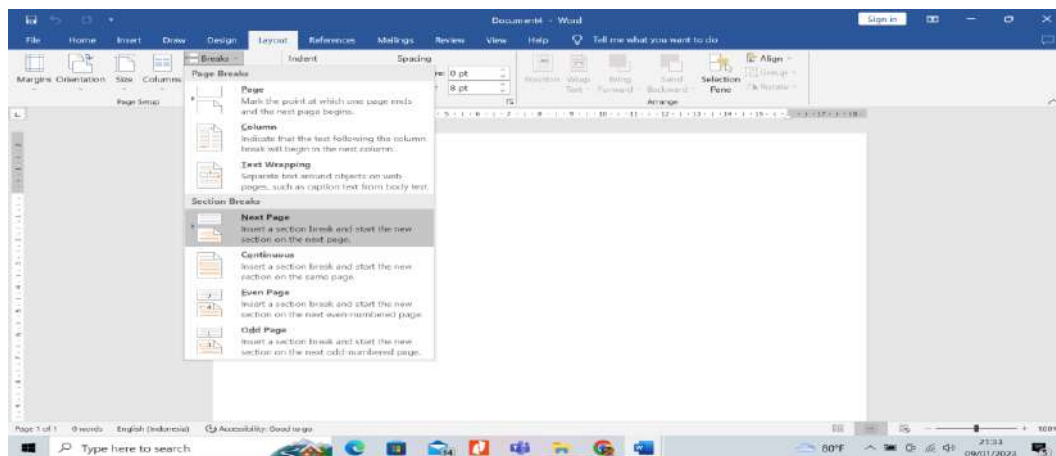 Document4 - Word
Sign in
File Home Insert Draw Design Layout References Mailings Review View Help Tell me what you want to do
Breaks Indent Spacing Align
Margins Orientation Size Columns
0 pt
8 pt
Position Wrap Text Bring Forward Send Backward Selection Pane Group Rotate
Page Setup
Arrange
Page Breaks
Page
Mark the point at which one page ends
and the next page begins.
Column
Indicate that the text following the column
break will begin in the next column.
Text Wrapping
Separate text around objects on web
pages, such as caption text from body text.
Section Breaks
Next Page
Insert a section break and start the new
section on the next page.
Continuous
Insert a section break and start the new
section on the same page.
Even Page
Insert a section break and start the new
section on the next even-numbered page.
Odd Page
Insert a section break and start the new
section on the next odd-numbered page.
Page 1 of 1 0 words English (Indonesia) Accessibility: Good to go
100%
Type here to search
80°F
21:33
09/01/2023